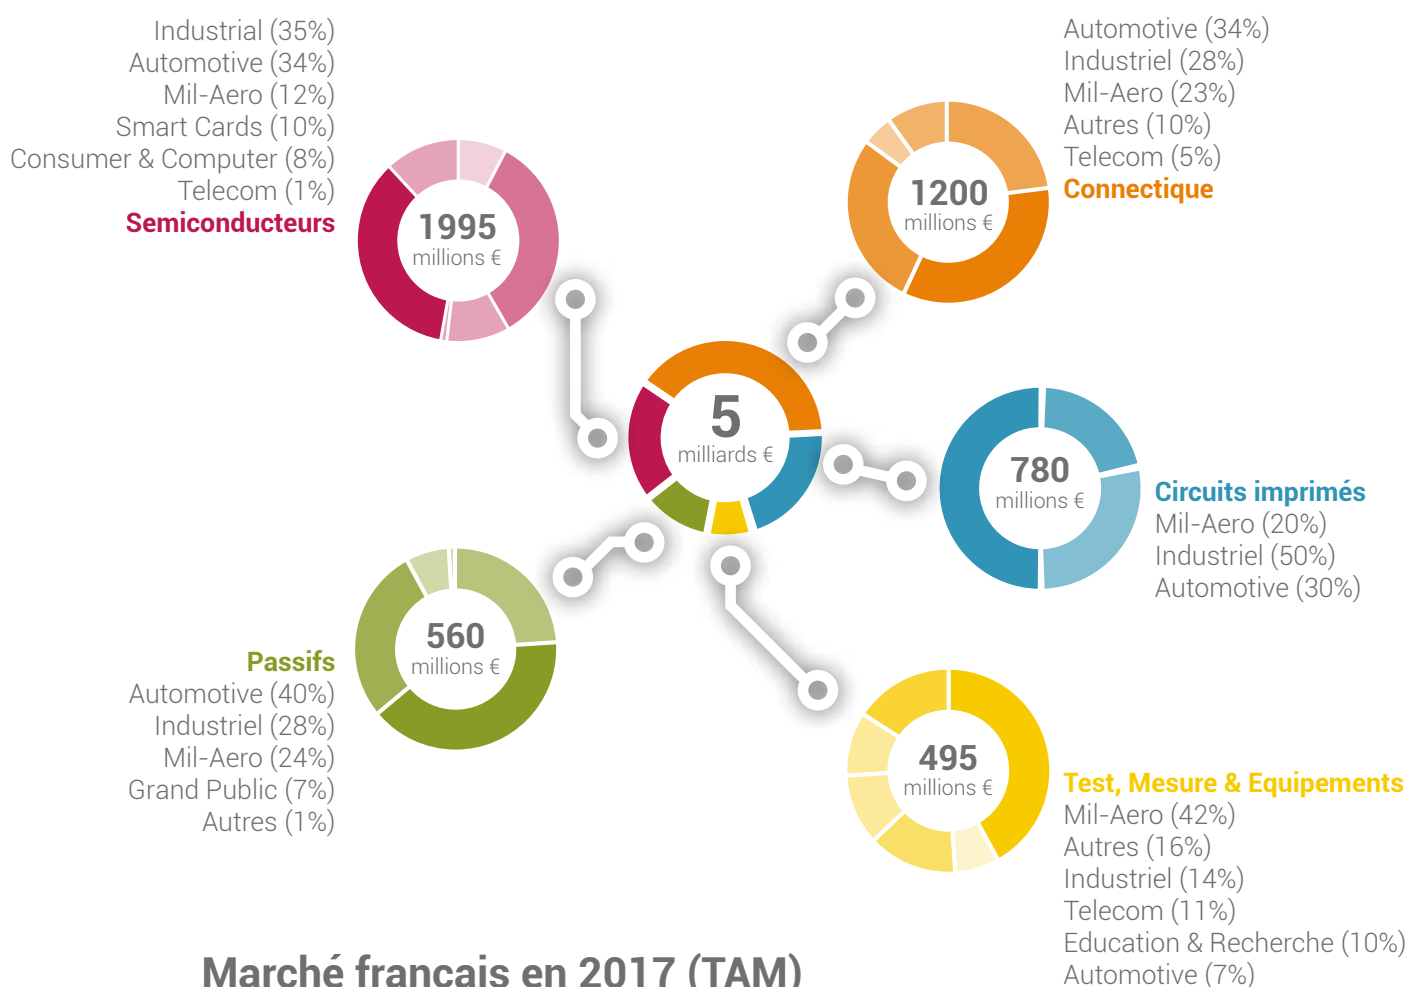 Industrial (35%)
Automotive (34%)
Mil-Aero (12%)
Smart Cards (10%)
Consumer & Computer (8%)
Telecom (1%)
Semiconducteurs
1995
millions €
Automotive (34%)
Industriel (28%)
Mil-Aero (23%)
Autres (10%)
Telecom (5%)
Connectique
1200
millions €
5
milliards €
780
millions €
Circuits imprimés
Mil-Aero (20%)
Industriel (50%)
Automotive (30%)
560
millions €
Passifs
Automotive (40%)
Industriel (28%)
Mil-Aero (24%)
Grand Public (7%)
Autres (1%)
495
millions €
Test, Mesure & Equipements
Mil-Aero (42%)
Autres (16%)
Industriel (14%)
Telecom (11%)
Education & Recherche (10%)
Automotive (7%)
Marché français en 2017 (TAM)